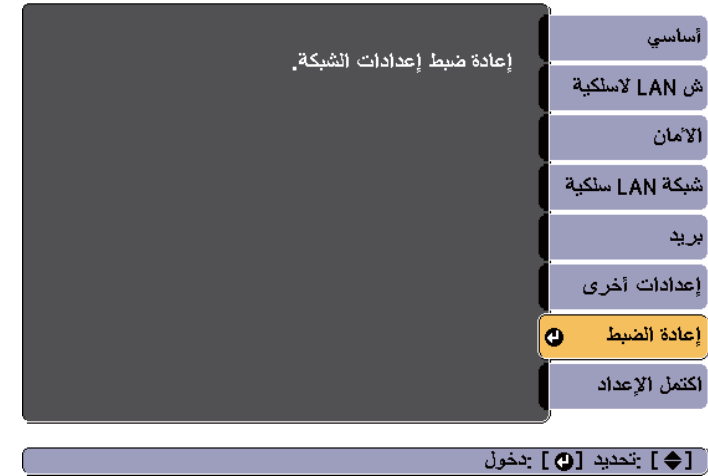 أساسي
ش LAN لاسلكية
الأمان
شبكة LAN سلكية
بريد
إعدادات أخرى
إعادة الضبط
اكتمل الإعداد
إعادة ضبط إعدادات الشبكة.
[ ] :تحديد [ ] :دخول